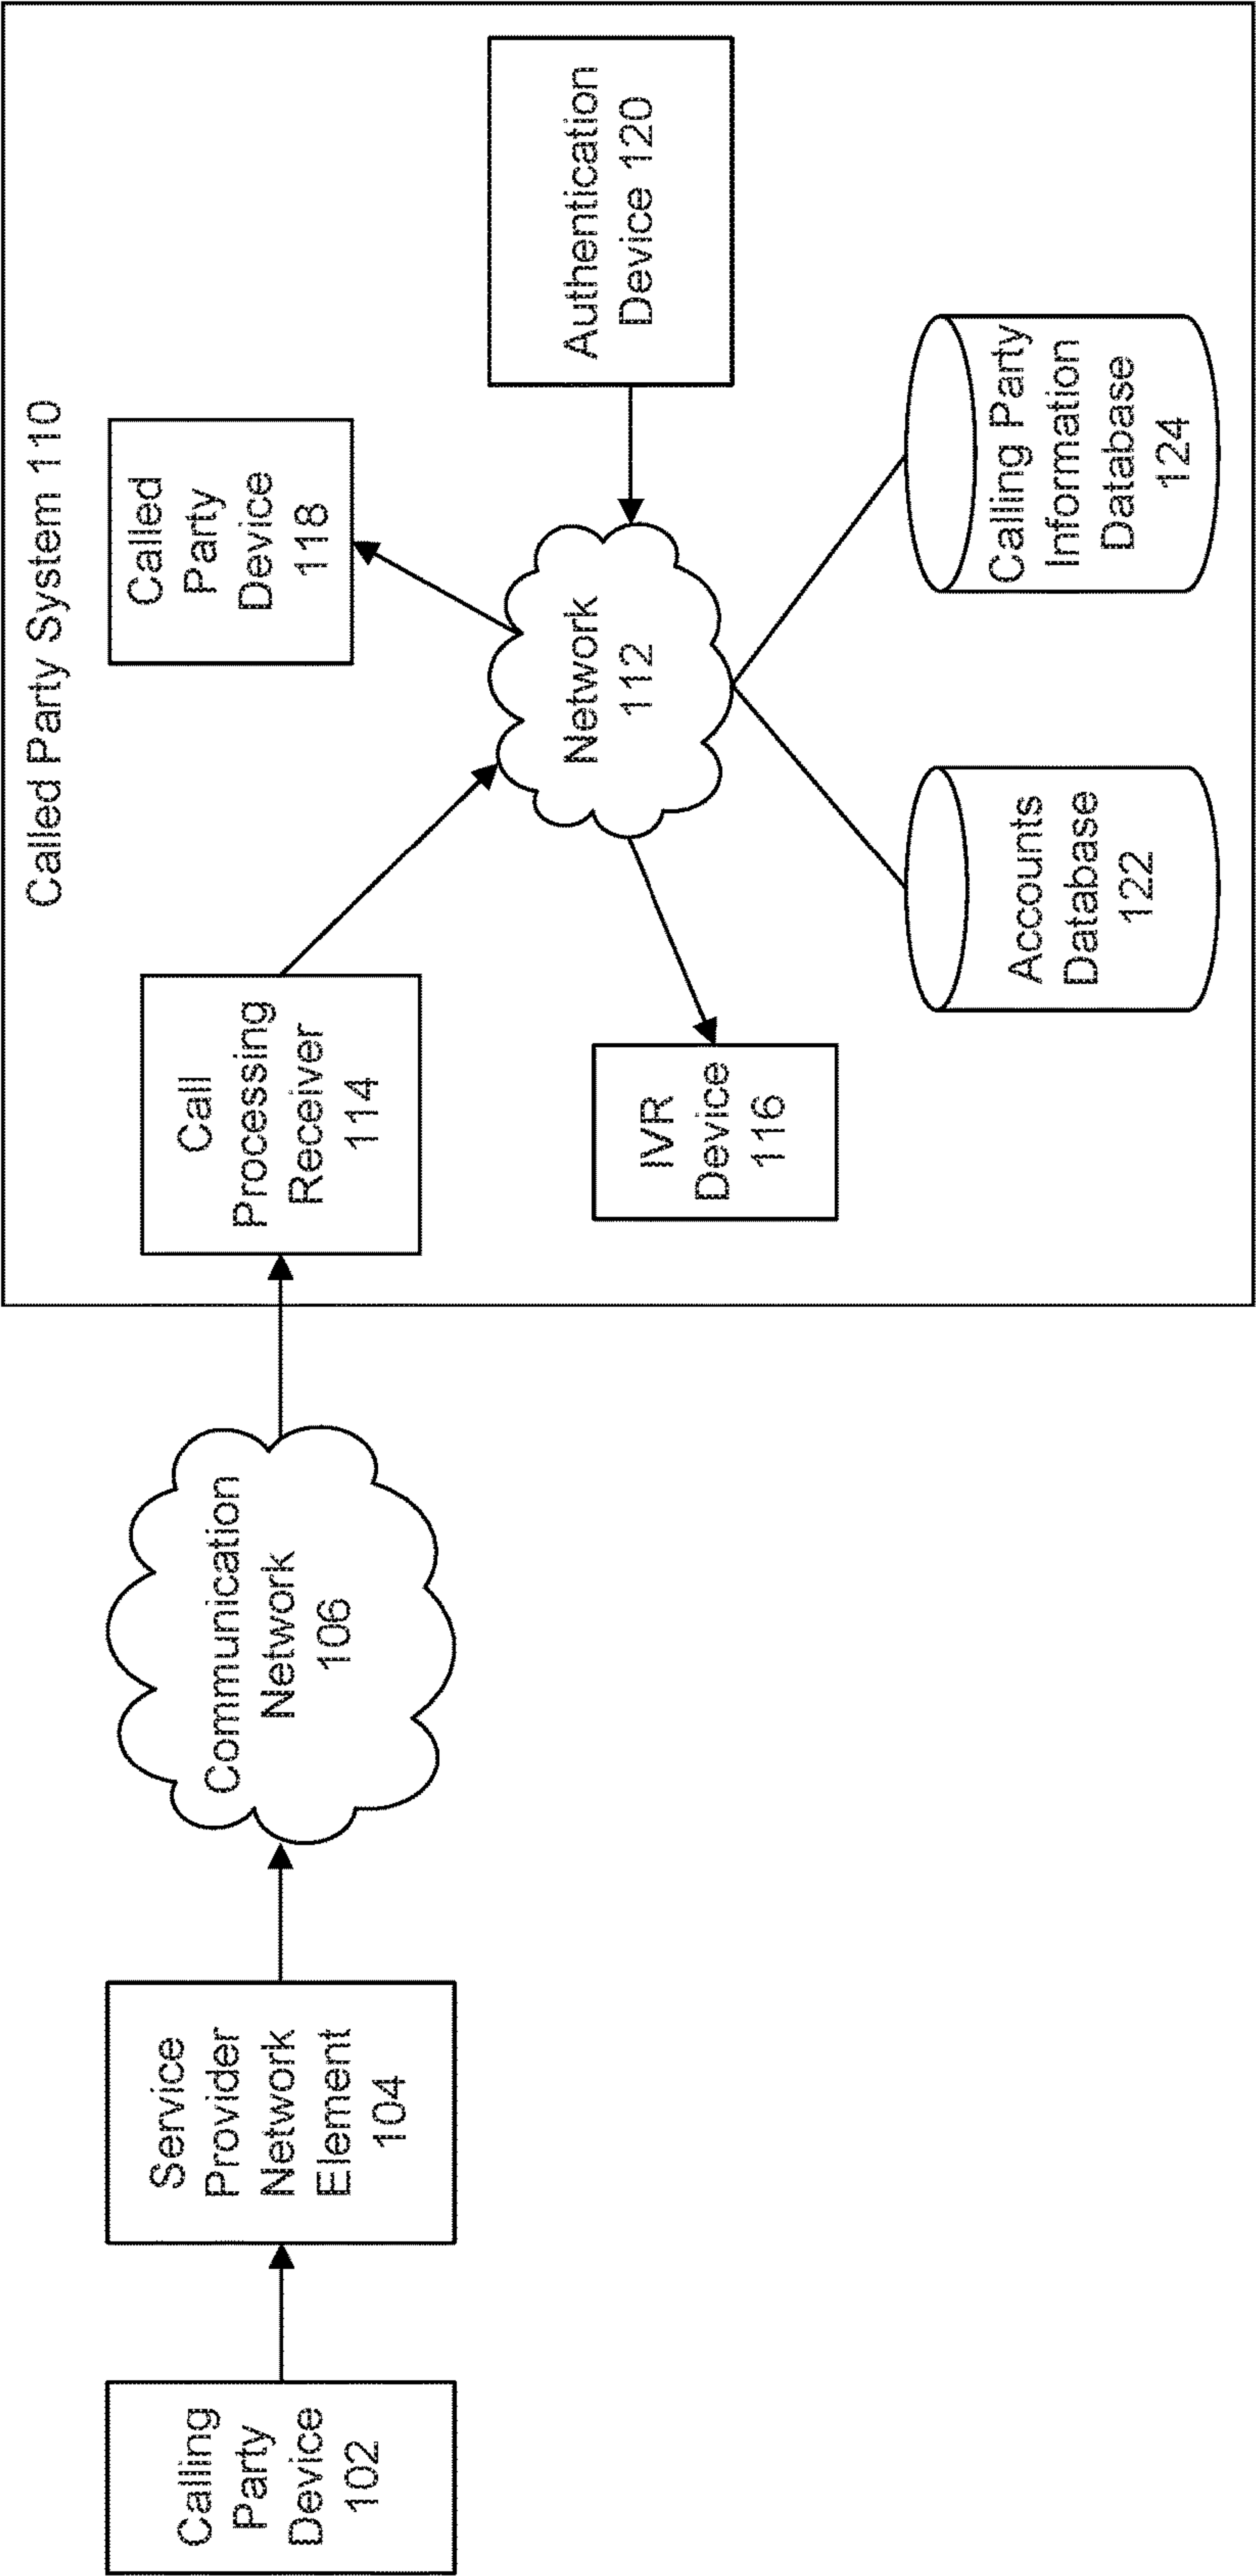 Called Party System 110
Calling
Party
Device
102
Service
Provider
Network
Element
104
Communication
Network
106
Call
Processing
Receiver
114
Called
Party
Device
118
IVR
Device
116
Network
112
Authentication
Device 120
Accounts
Database
122
Calling Party
Information
Database
124